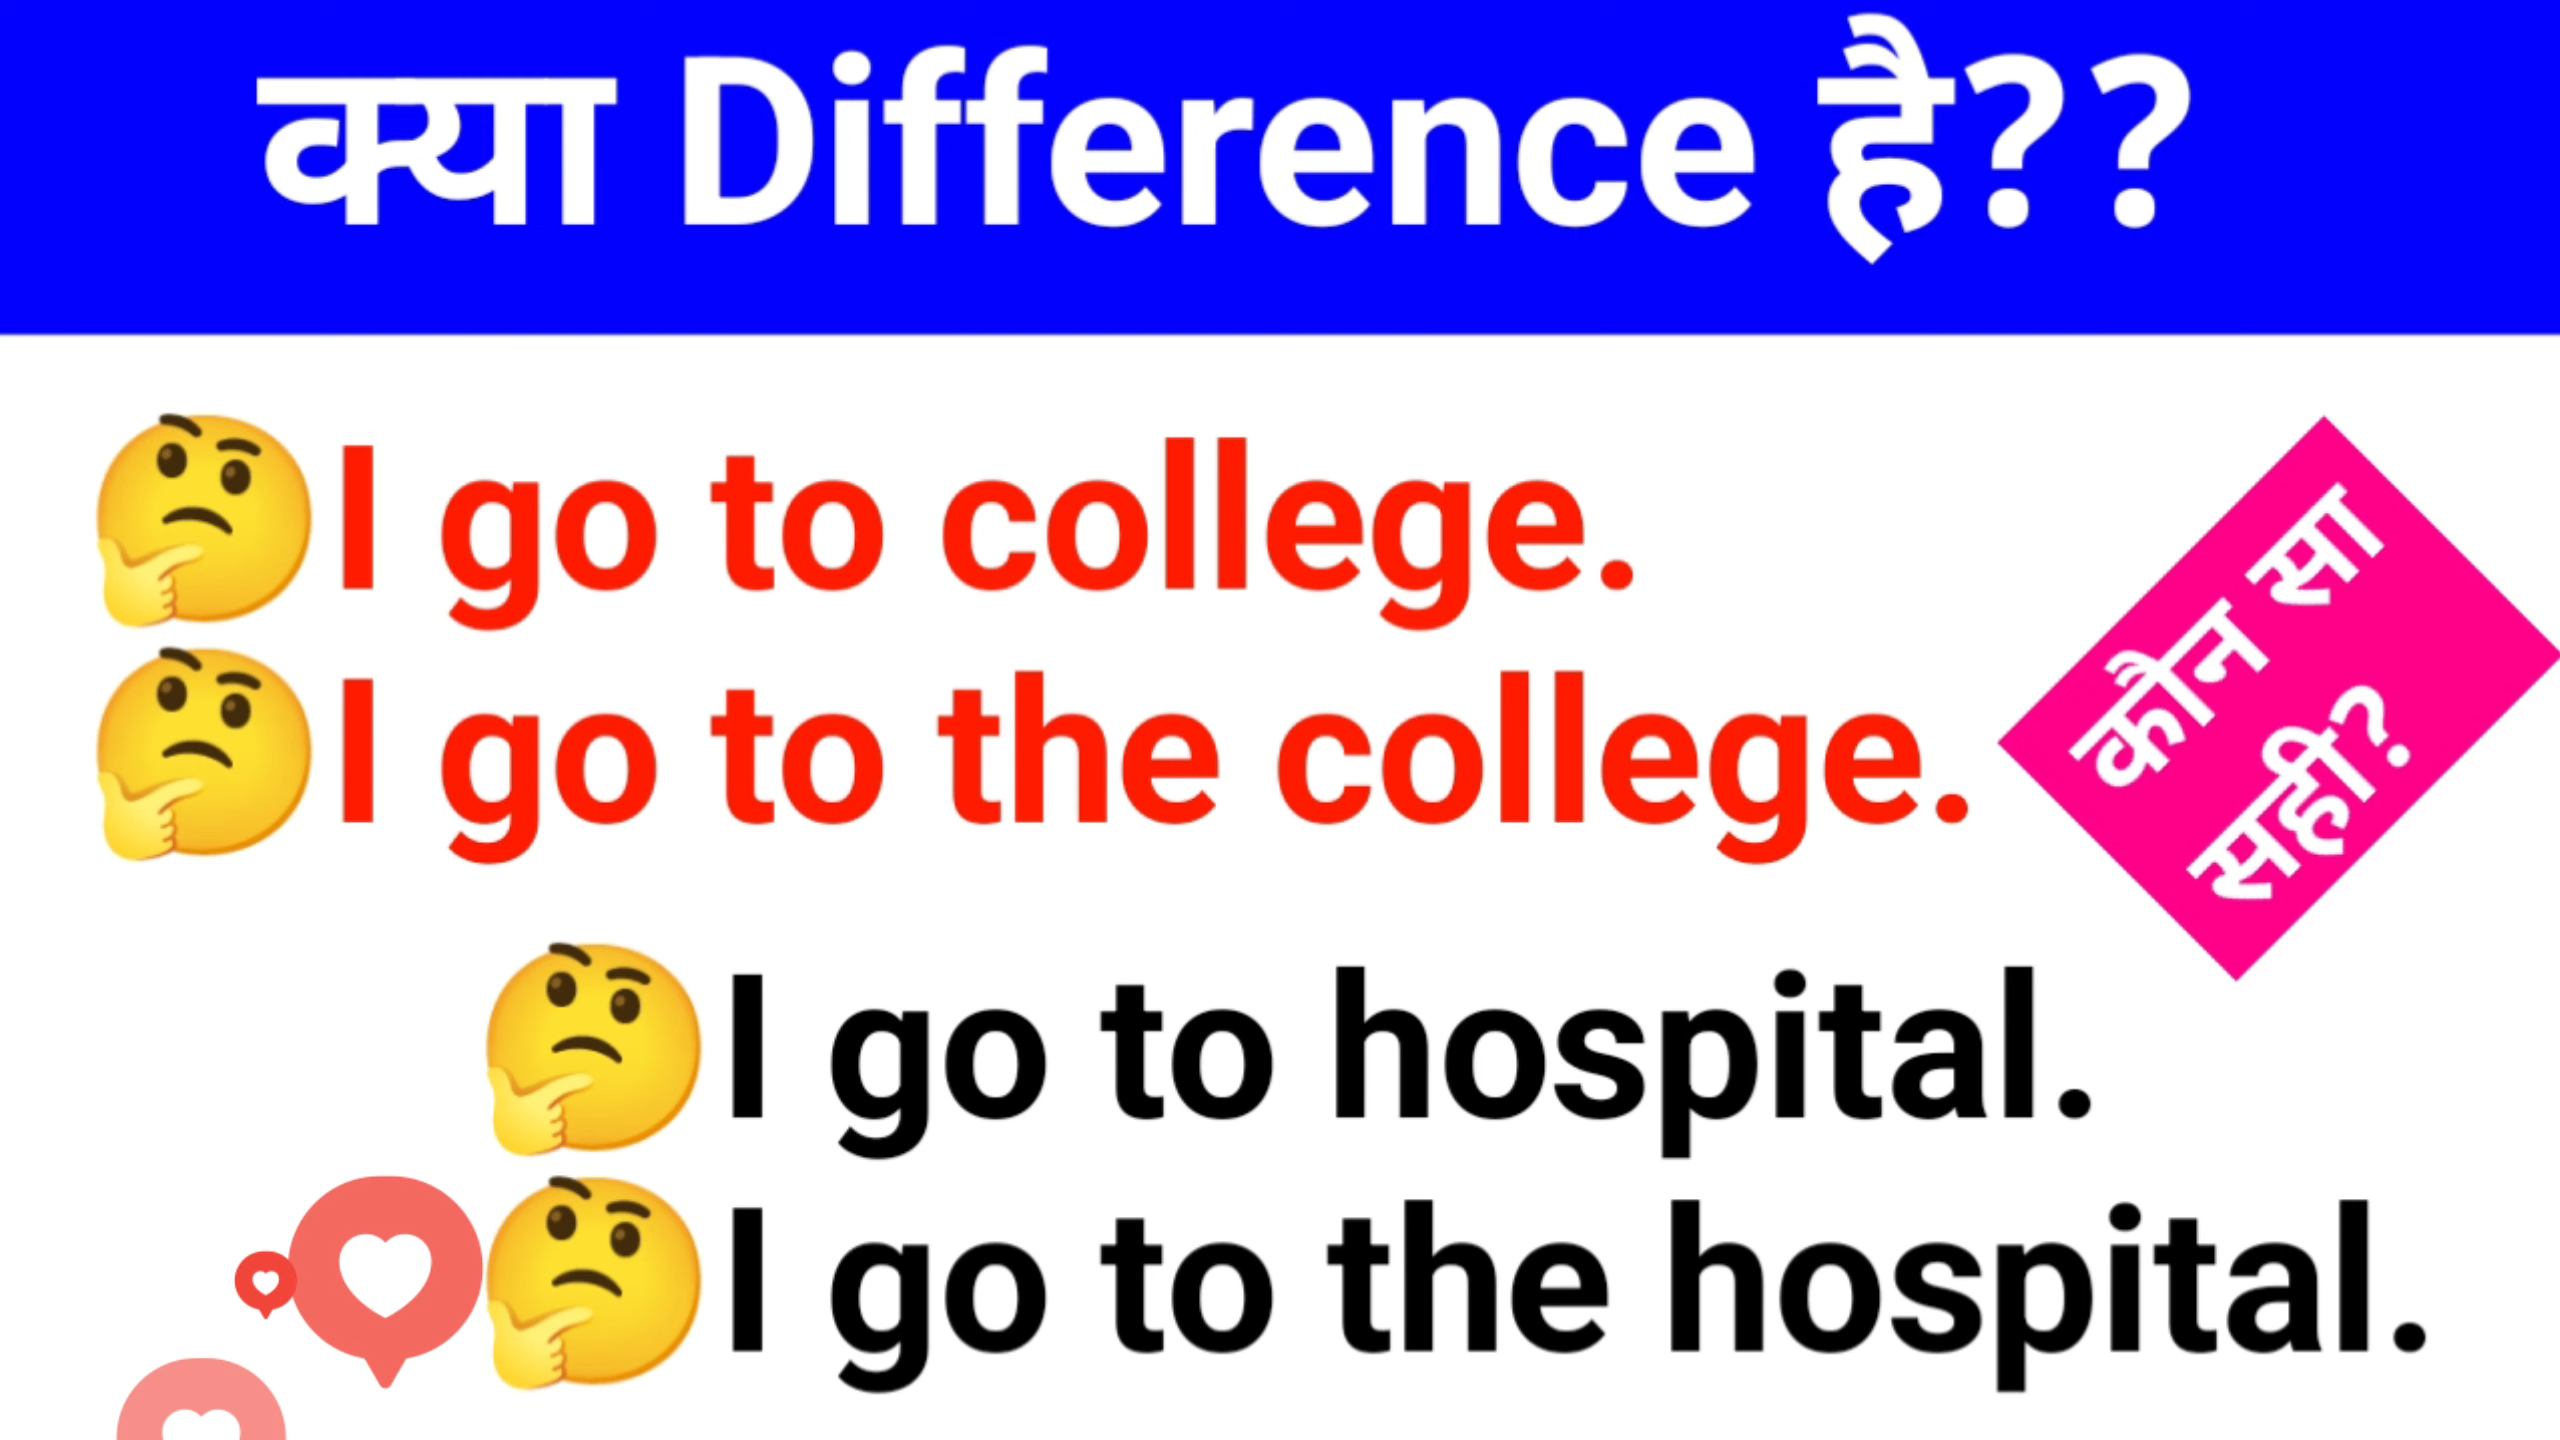 क्या Difference है??
🤔I go to college.
🤔I go to the college.
कौन सा
सही?
🤔I go to hospital.
🤔I go to the hospital.